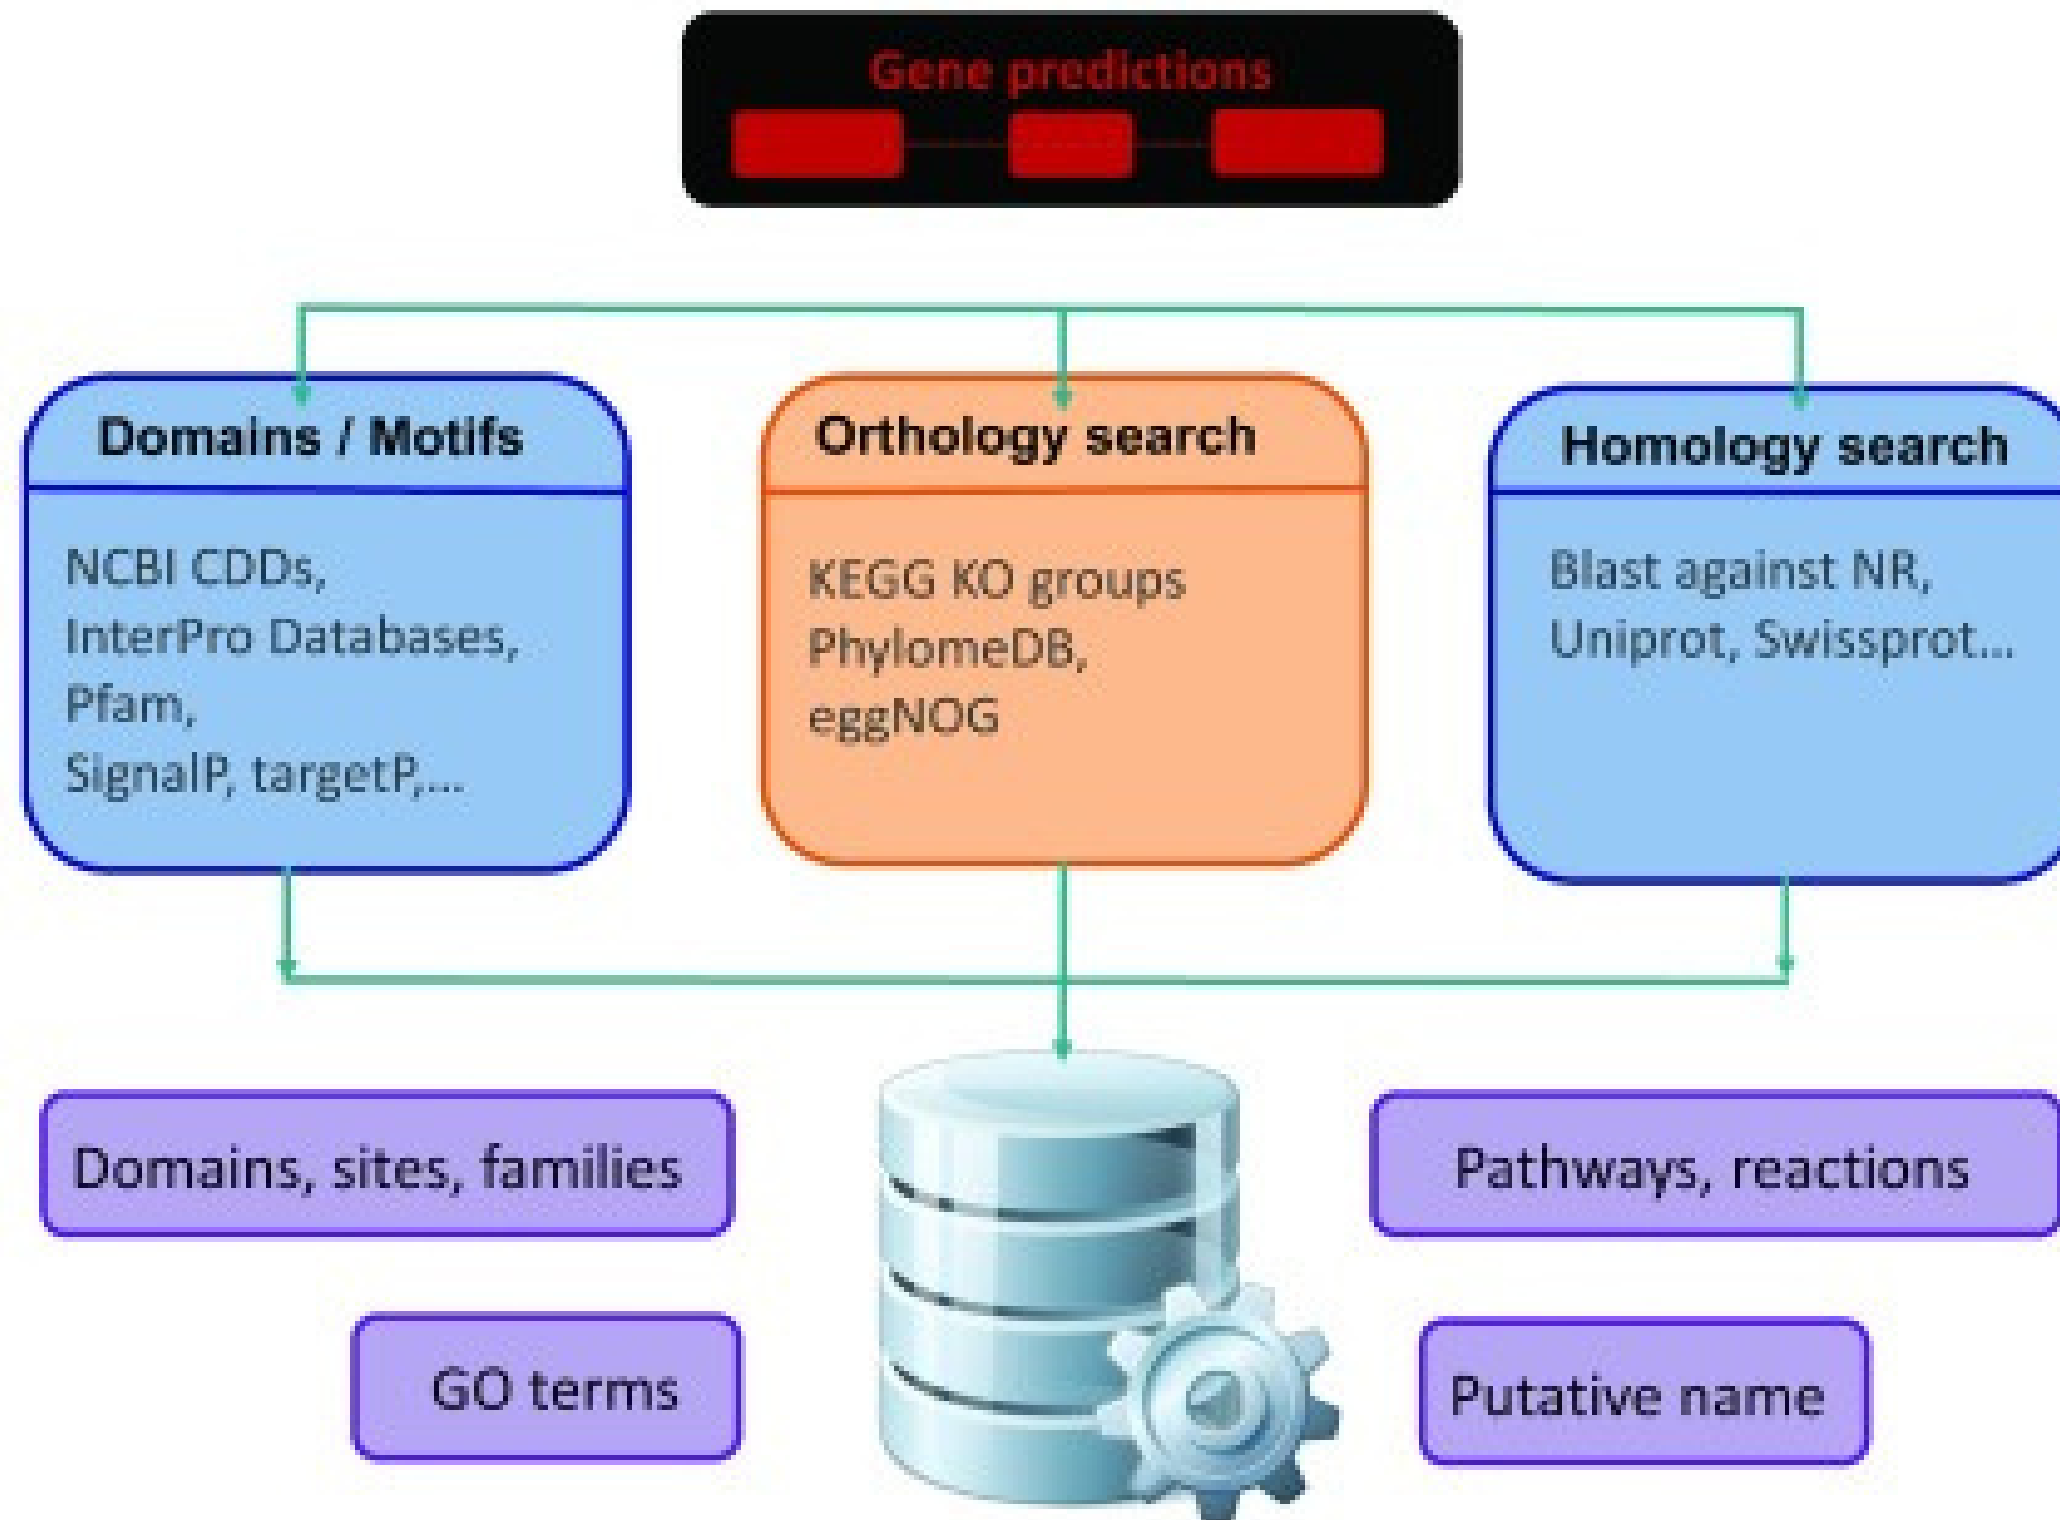 Gene predictions
Domains / Motifs
NCBI CDDs,
InterPro Databases,
Pfam,
SignalP, targetP,...
Orthology search
KEGG KO groups
PhylomeDB,
eggNOG
Homology search
Blast against NR,
Uniprot, Swissprot...
Domains, sites, families
GO terms
Pathways, reactions
Putative name